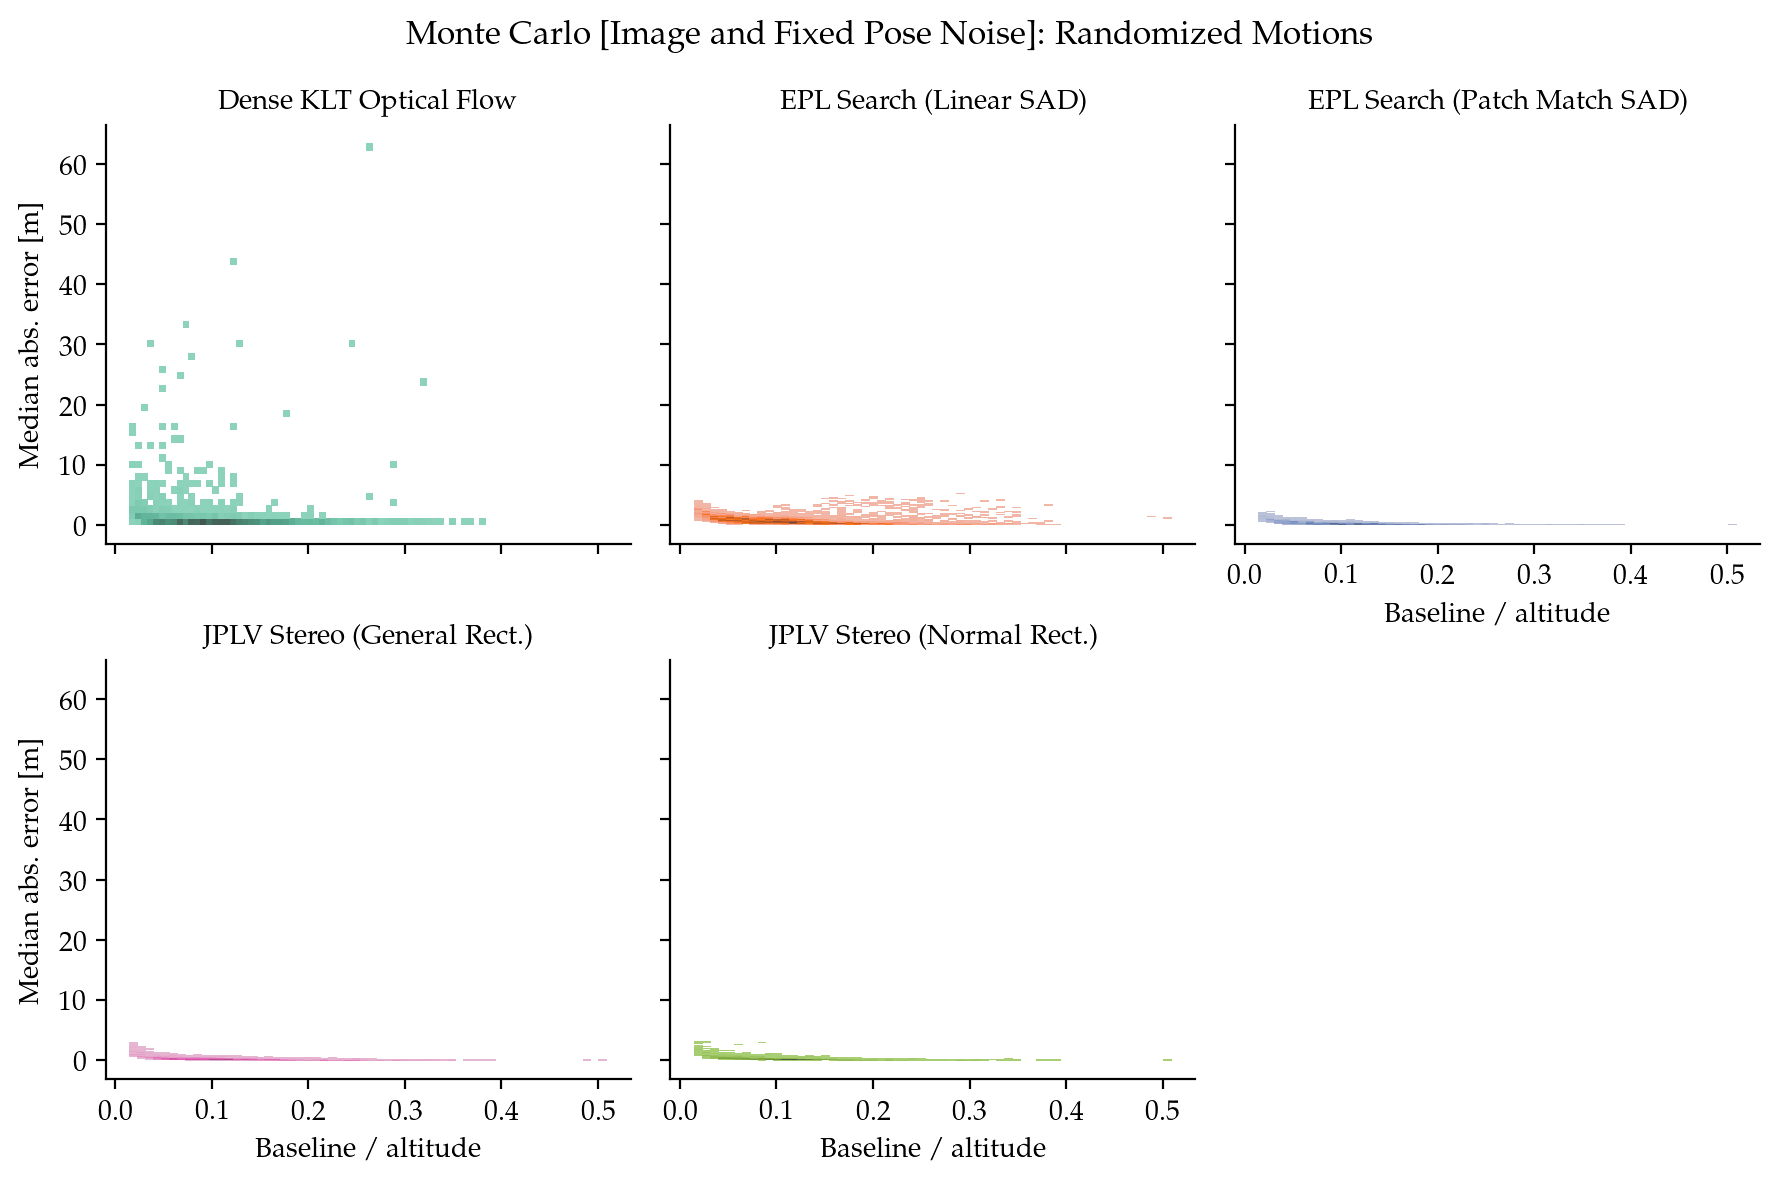 Monte Carlo [Image and Fixed Pose Noise]: Randomized Motions
Dense KLT Optical Flow
EPL Search (Linear SAD)
EPL Search (Patch Match SAD)
Median abs. error [m]
60
50
40
30
20
10
0
0.0 0.1 0.2 0.3 0.4 0.5
Baseline / altitude
JPLV Stereo (General Rect.)
JPLV Stereo (Normal Rect.)
Median abs. error [m]
60
50
40
30
20
10
0
0.0 0.1 0.2 0.3 0.4 0.5
Baseline / altitude
0.0 0.1 0.2 0.3 0.4 0.5
Baseline / altitude